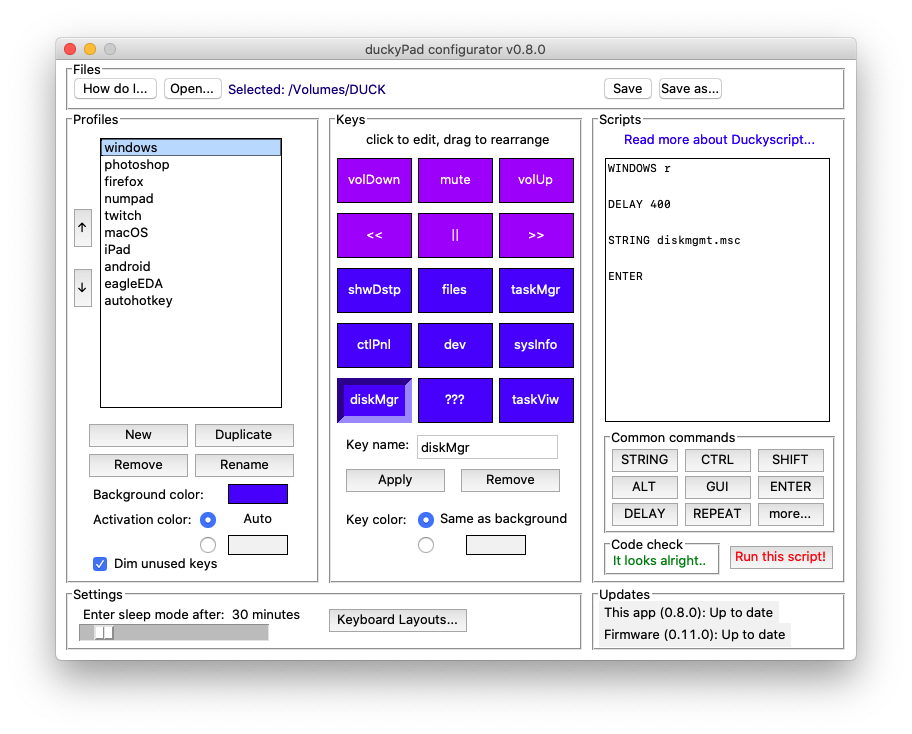 duckyPad configurator v0.8.0
Files
How do I... Open... Selected: /Volumes/DUCK Save Save as...
Profiles
windows
photoshop
firefox
numpad
twitch
macOS
iPad
android
eagleEDA
autohotkey
↑
↓
New Duplicate
Remove Rename
Background color:
Activation color: Auto
Dim unused keys
Keys
click to edit, drag to rearrange
volDown mute volUp
<< || >>
shwDstp files taskMgr
ctlPnl dev sysInfo
diskMgr ??? taskViw
Key name: diskMgr
Apply Remove
Key color: Same as background
Scripts
Read more about Duckyscript...
WINDOWS r
DELAY 400
STRING diskmgmt.msc
ENTER
Common commands
STRING CTRL SHIFT
ALT GUI ENTER
DELAY REPEAT more...
Code check
It looks alright..
Run this script!
Settings
Enter sleep mode after: 30 minutes
Keyboard Layouts...
Updates
This app (0.8.0): Up to date
Firmware (0.11.0): Up to date